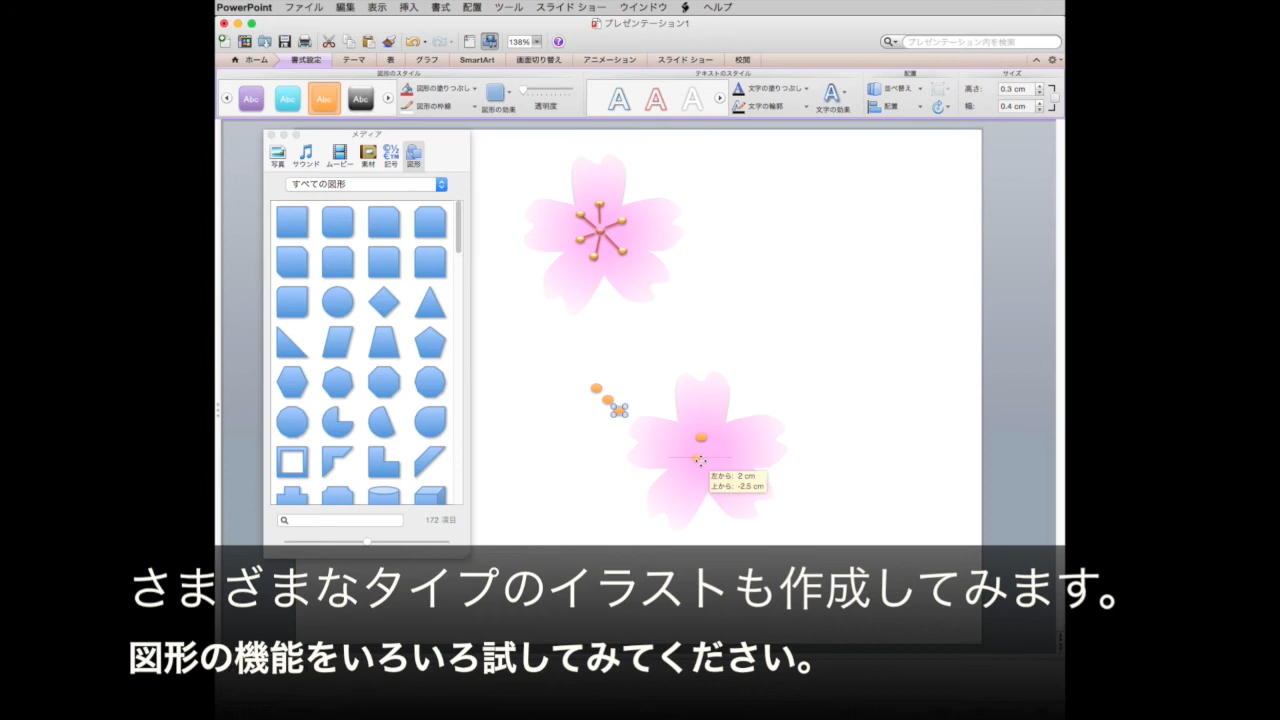 PowerPoint ファイル 編集 表示 挿入 書式 配置 ツール スライド ショー ウインドウ ヘルプ
プレゼンテーション1
138%
プレゼンテーション内を検索
ホーム 書式設定 テーマ 表 グラフ SmartArt 画面切り替え アニメーション スライド ショー 校閲
図形のスタイル テキストのスタイル 配置 サイズ
Abc Abc Abc Abc
図形の塗りつぶし 文字の塗りつぶし 並べ替え 高さ: 0.3 cm
図形の枠線 図形の効果 透明度 文字の輪郭 文字の効果 配置 幅: 0.4 cm
メディア
写真 サウンド ムービー 素材 記号 図形
すべての図形
左から: 2 cm
上から: -2.5 cm
172 項目
さまざまなタイプのイラストも作成してみます。
図形の機能をいろいろ試してみてください。